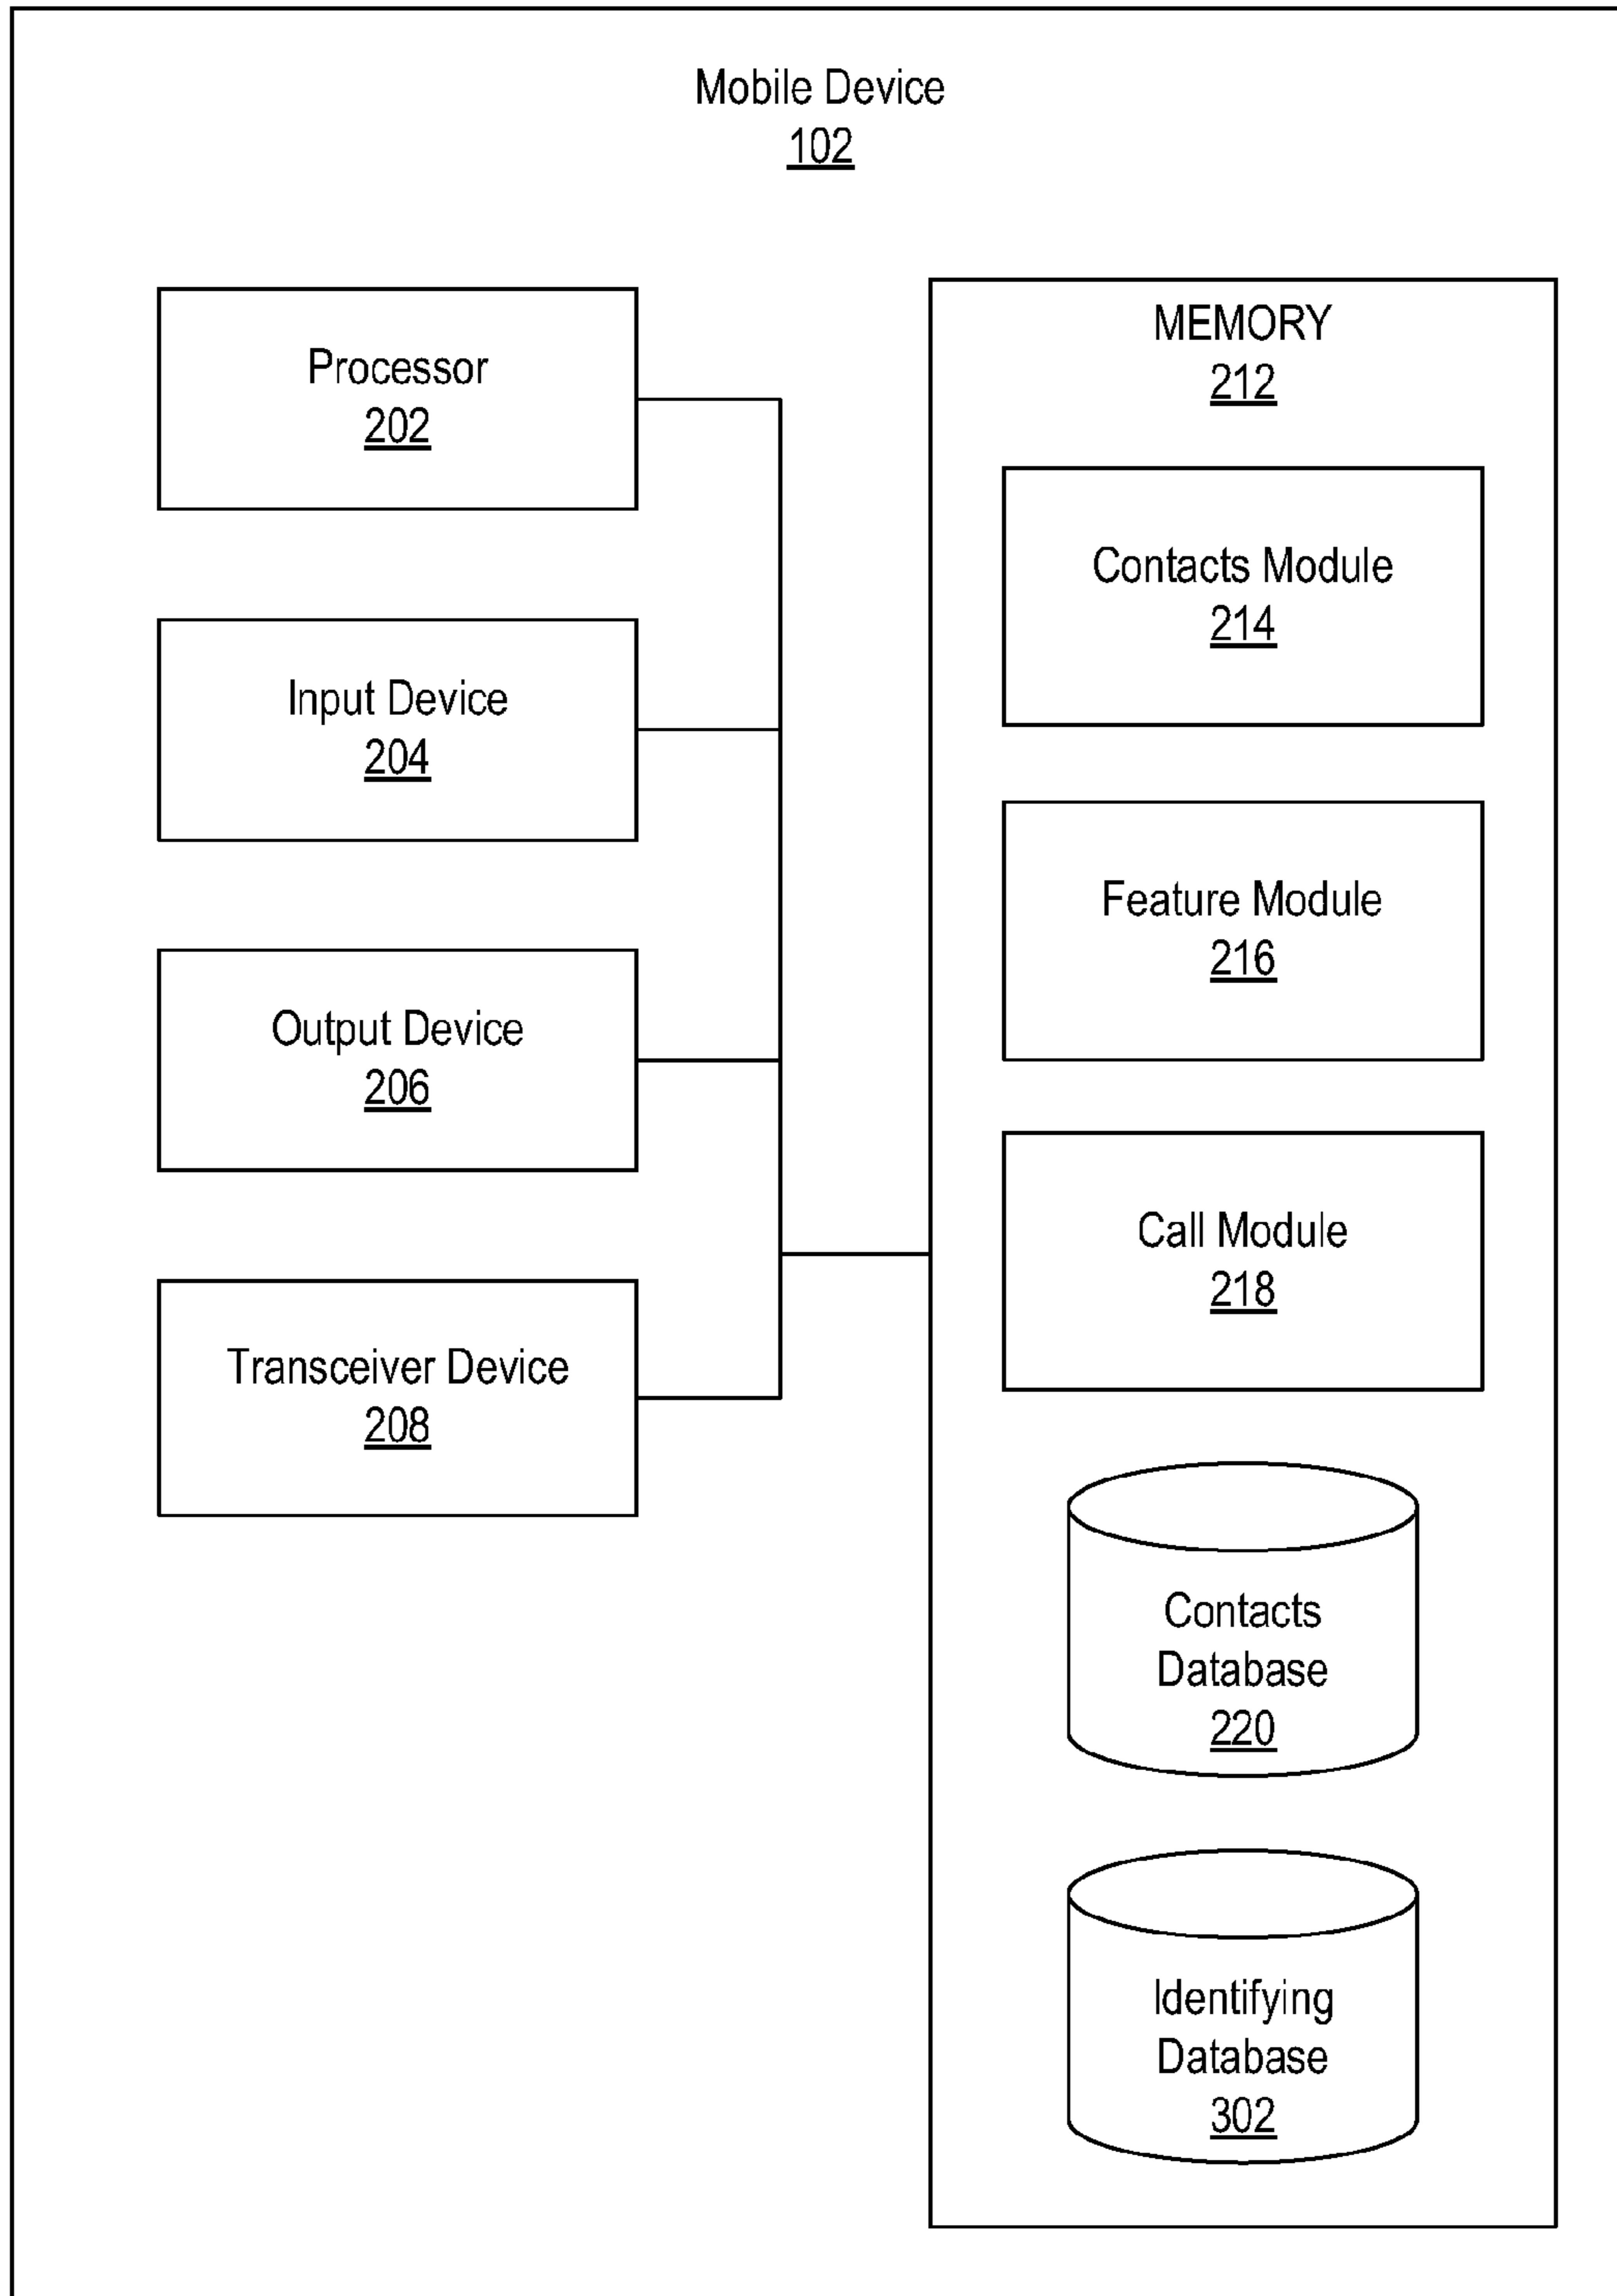 Mobile Device
102
Processor
202
Input Device
204
Output Device
206
Transceiver Device
208
MEMORY
212
Contacts Module
214
Feature Module
216
Call Module
218
Contacts
Database
220
Identifying
Database
302